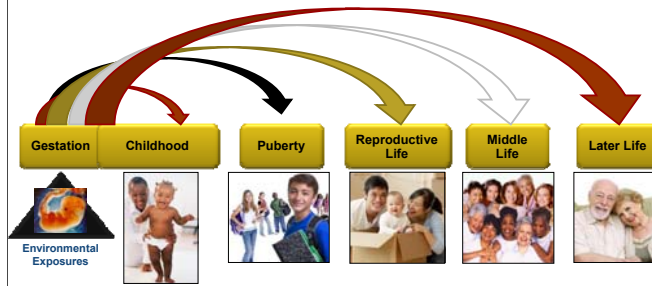 Gestation
Childhood
Puberty
Reproductive
Life
Middle
Life
Later Life
Environmental
Exposures